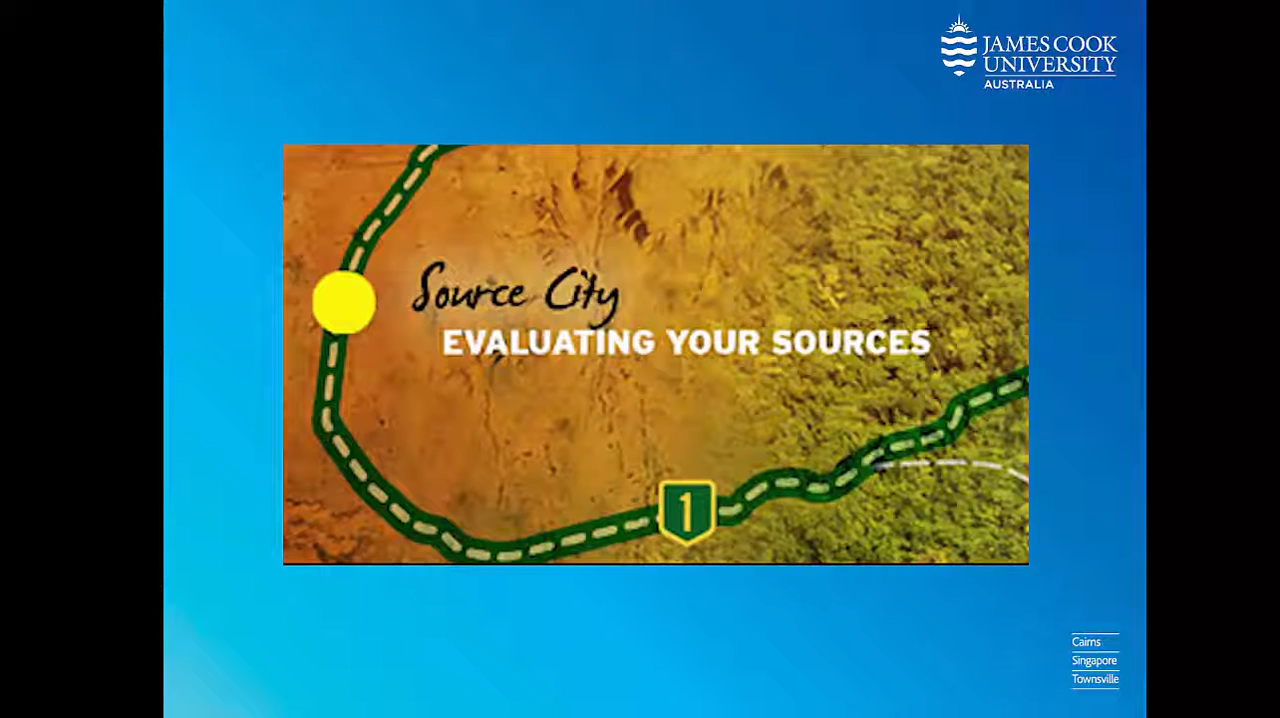 JAMES COOK
UNIVERSITY
AUSTRALIA
Source City
EVALUATING YOUR SOURCES
1
Cairns
Singapore
Townsville